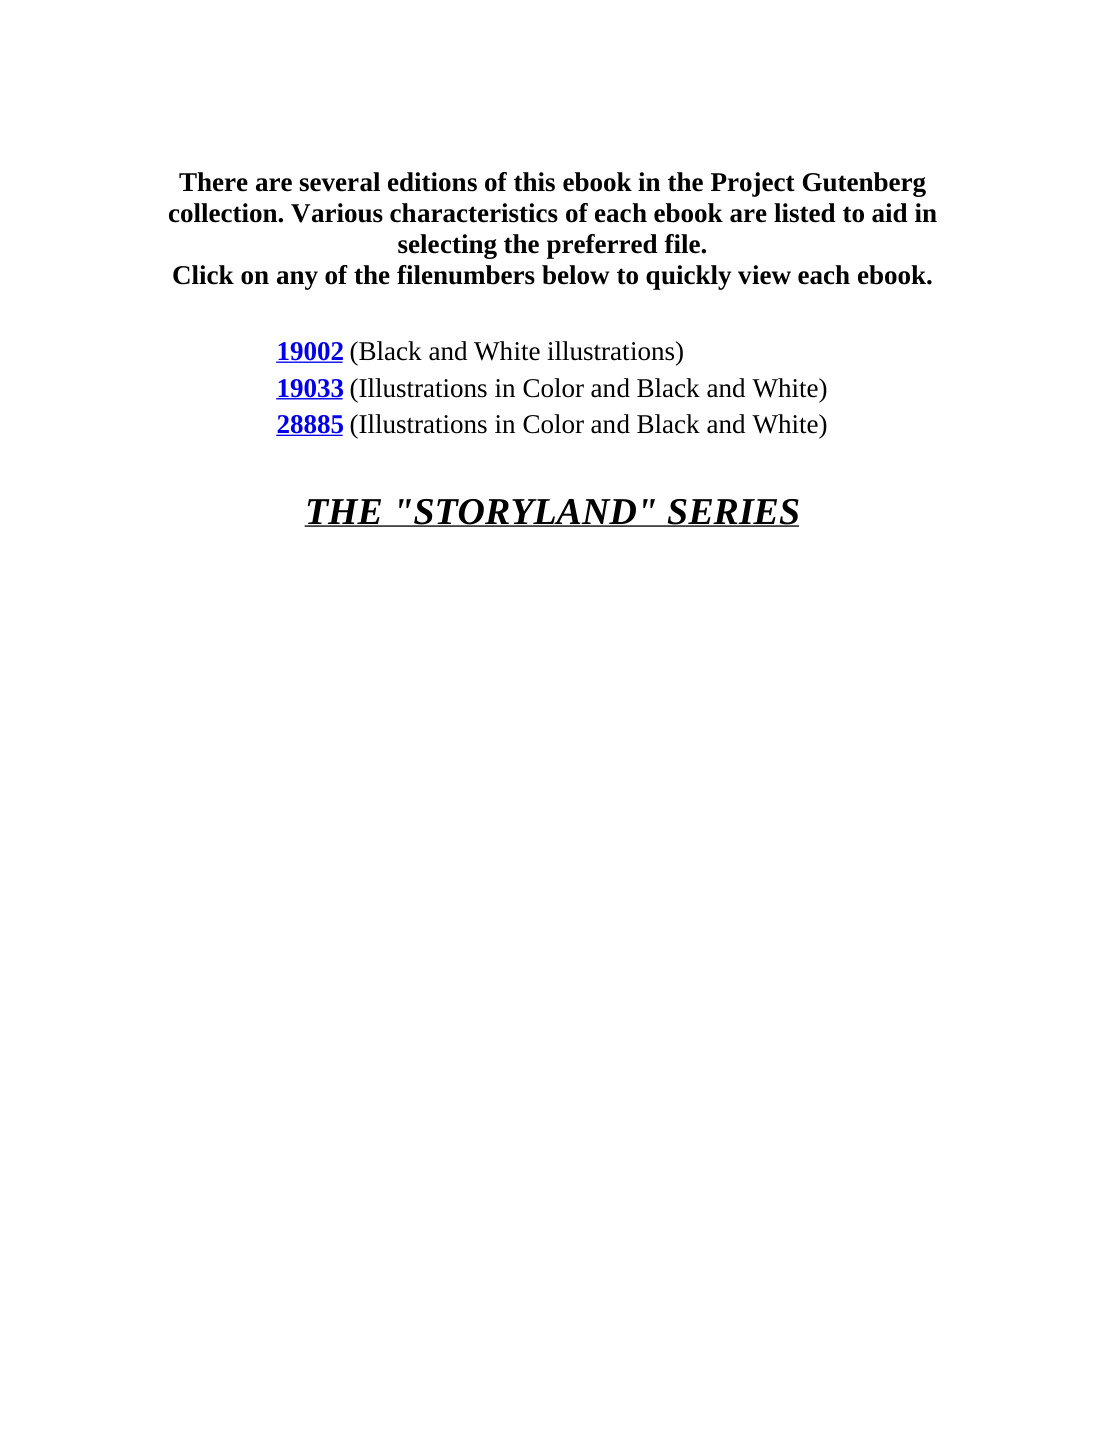 There are several editions of this ebook in the Project Gutenberg
collection. Various characteristics of each ebook are listed to aid in
selecting the preferred file.
Click on any of the filenumbers below to quickly view each ebook.
19002 (Black and White illustrations)
19033 (Illustrations in Color and Black and White)
28885 (Illustrations in Color and Black and White)
THE "STORYLAND" SERIES